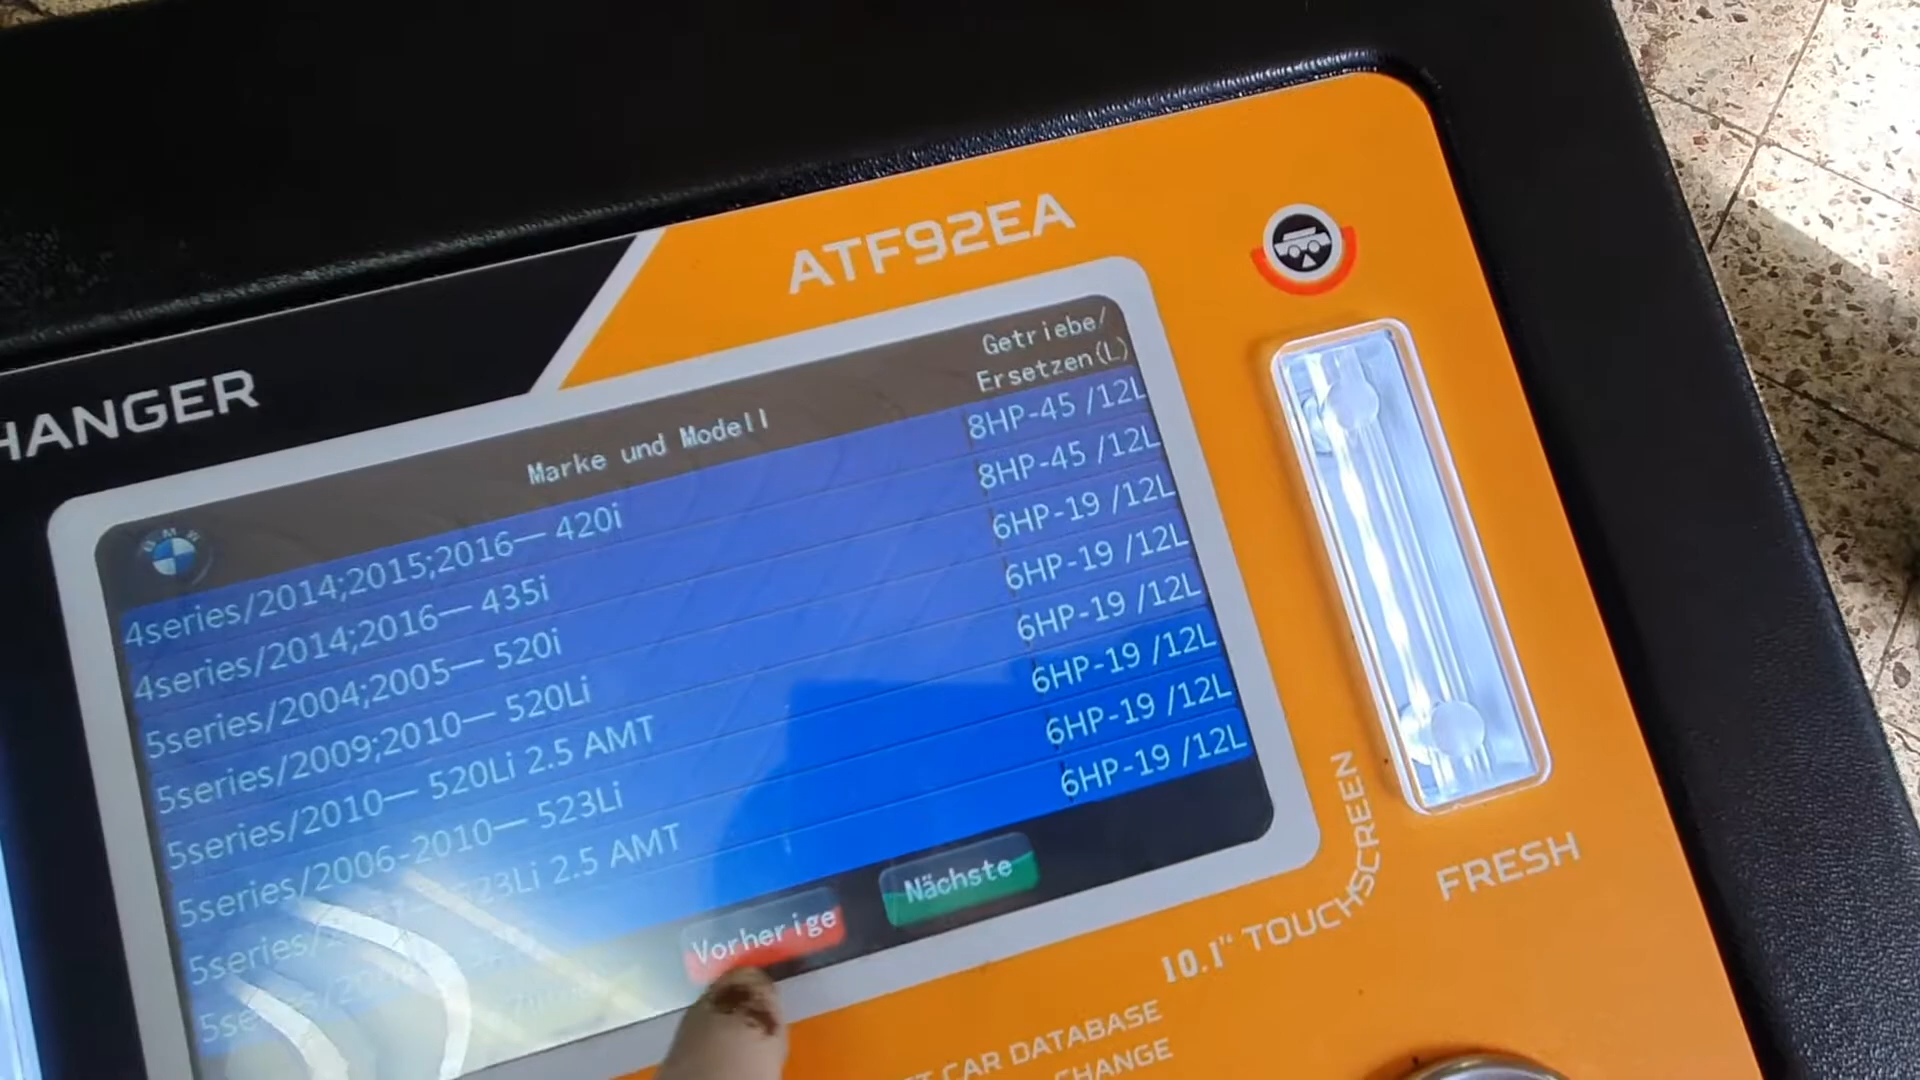 HANGER
ATF92EA
Marke und Modell
Getriebe/
Ersetzen(L)
BMW
4series/2014;2015;2016— 420i 8HP-45 /12L
4series/2014;2016— 435i 8HP-45 /12L
5series/2004;2005— 520i 6HP-19 /12L
5series/2009;2010— 520Li 6HP-19 /12L
5series/2010— 520Li 2.5 AMT 6HP-19 /12L
5series/2006-2010— 523Li 6HP-19 /12L
5series/ 523Li 2.5 AMT 6HP-19 /12L
6HP-19 /12L
Vorherige
Nächste
10.1" TOUCHSCREEN
FRESH
CAR DATABASE
CHANGE